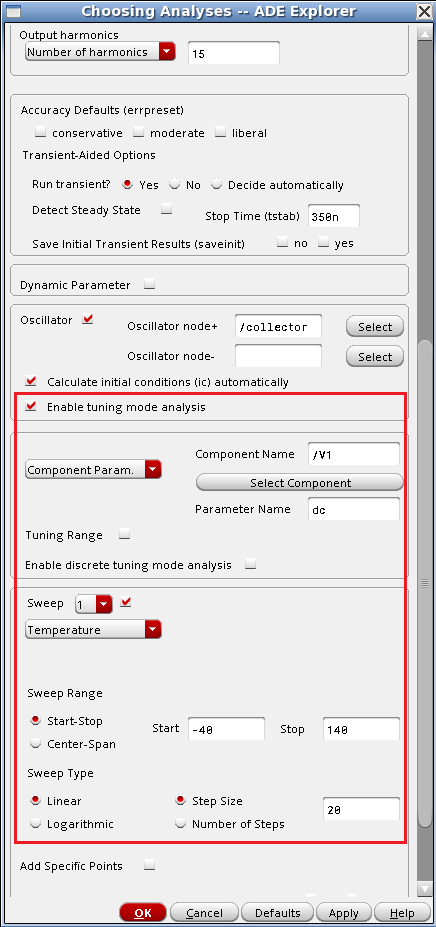 Choosing Analyses -- ADE Explorer
Output harmonics
Number of harmonics 15
Accuracy Defaults (errpreset)
conservative moderate liberal
Transient-Aided Options
Run transient? Yes No Decide automatically
Detect Steady State Stop Time (tstab) 350n
Save Initial Transient Results (saveinit) no yes
Dynamic Parameter
Oscillator Oscillator node+ /collector Select
Oscillator node- Select
Calculate initial conditions (ic) automatically
Enable tuning mode analysis
Component Name /V1
Component Param.
Select Component
Parameter Name dc
Tuning Range
Enable discrete tuning mode analysis
Sweep 1
Temperature
Sweep Range
Start-Stop Start -40 Stop 140
Center-Span
Sweep Type
Linear Step Size 20
Logarithmic Number of Steps
Add Specific Points
OK Cancel Defaults Apply Help